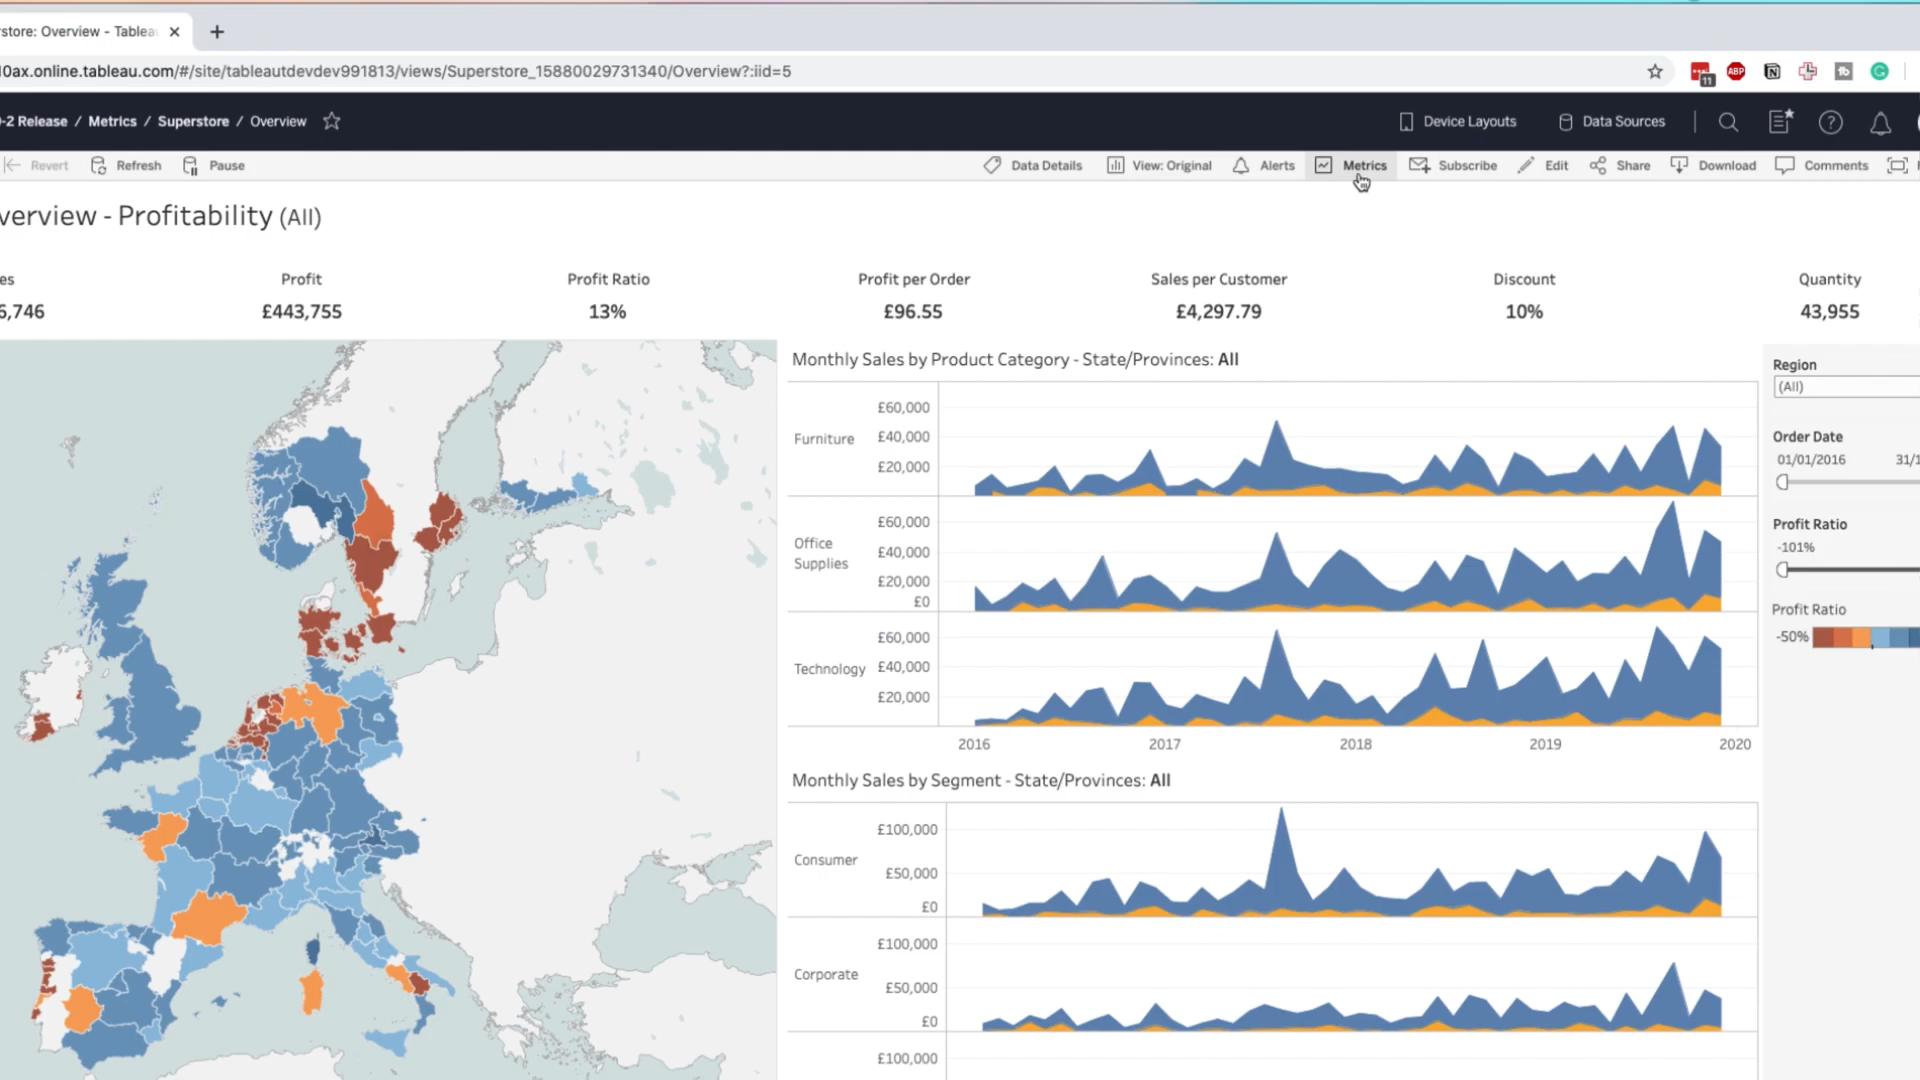 rstore: Overview - Tablea
0ax.online.tableau.com/#/site/tableautdevdev991813/views/Superstore_15880029731340/Overview?:iid=5
11
ABP
-2 Release / Metrics / Superstore / Overview
Device Layouts
Data Sources
Revert
Refresh
Pause
Data Details
View: Original
Alerts
Metrics
Subscribe
Edit
Share
Download
Comments
verview - Profitability (All)
es
Profit
Profit Ratio
Profit per Order
Sales per Customer
Discount
Quantity
6,746
£443,755
13%
£96.55
£4,297.79
10%
43,955
Monthly Sales by Product Category - State/Provinces: All
Furniture
£60,000
£40,000
£20,000
Office
Supplies
£60,000
£40,000
£20,000
£0
Technology
£60,000
£40,000
£20,000
2016
2017
2018
2019
2020
Monthly Sales by Segment - State/Provinces: All
Consumer
£100,000
£50,000
£0
Corporate
£100,000
£50,000
£0
£100,000
Region
(All)
Order Date
01/01/2016
31/1
Profit Ratio
-101%
Profit Ratio
-50%